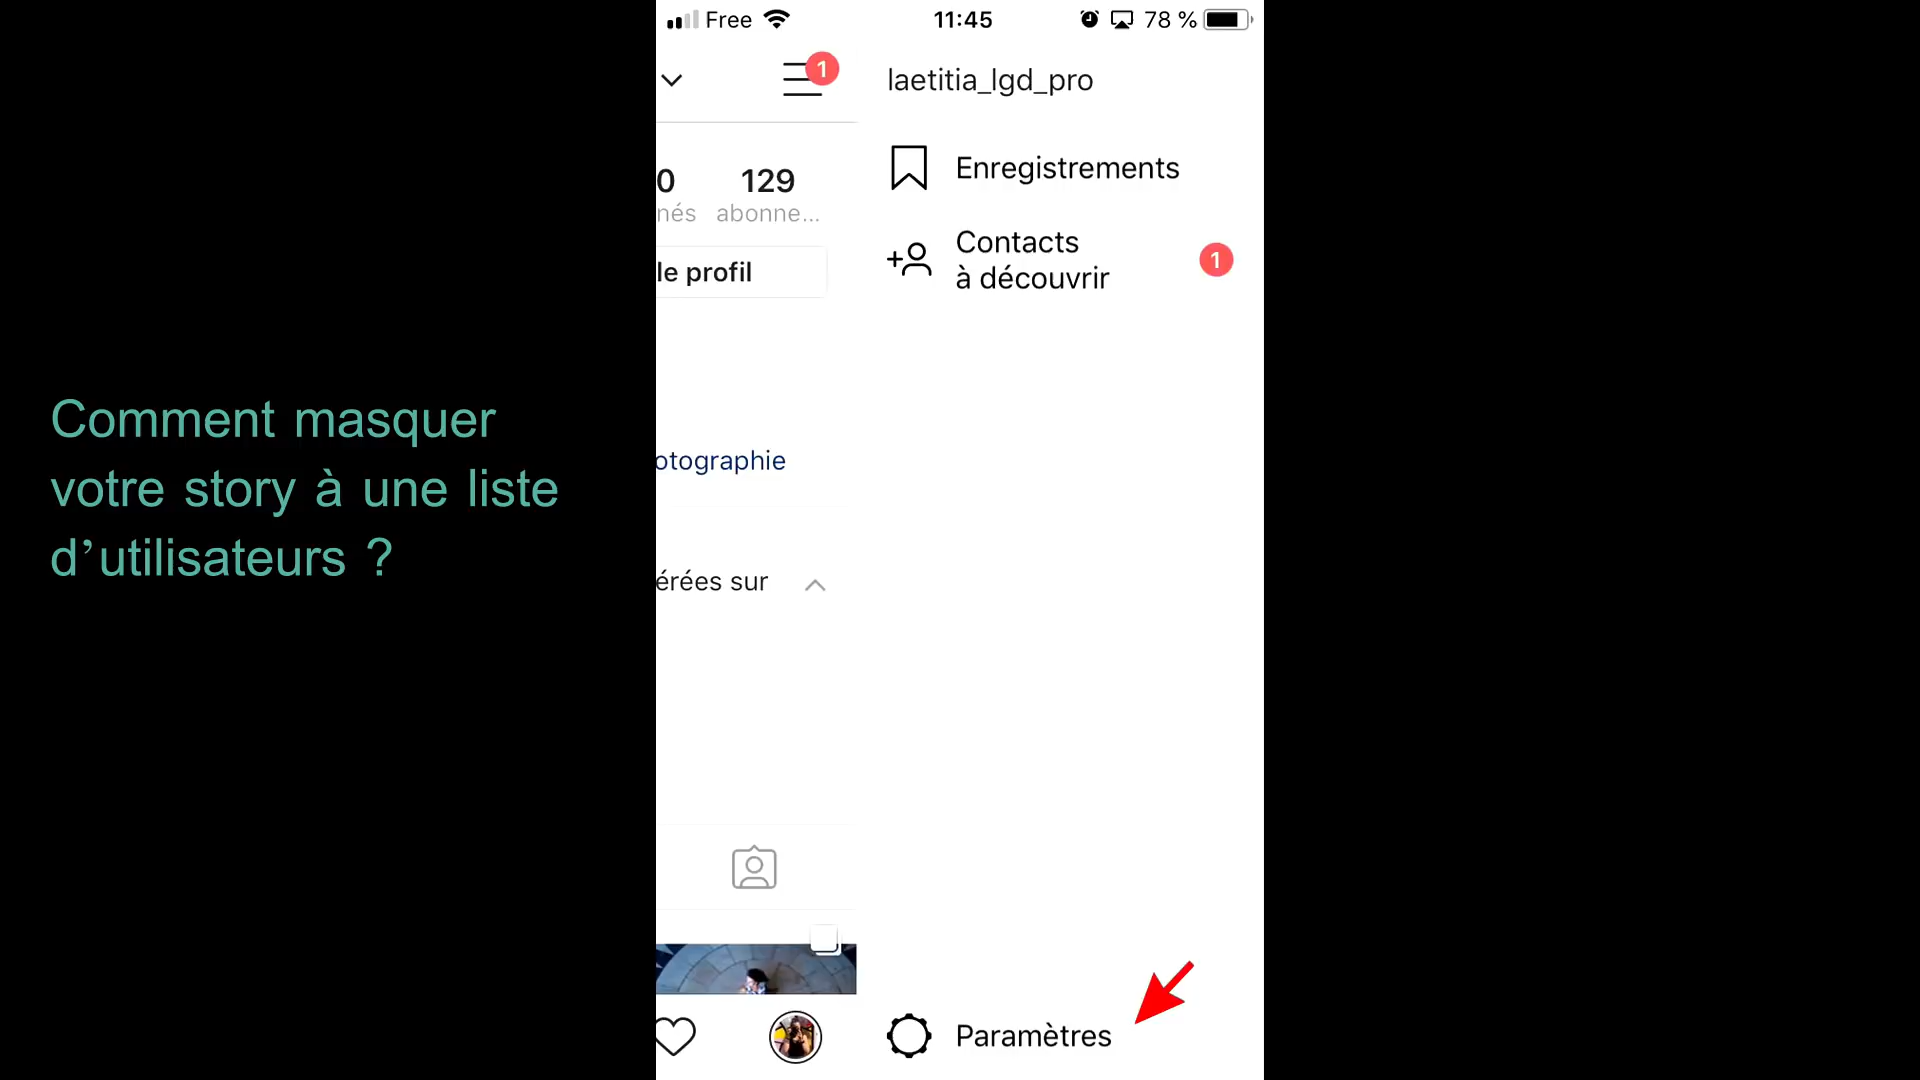 Comment masquer
votre story à une liste
d’utilisateurs ?
Free
11:45
78 %
1
0
129
nés
abonne...
le profil
otographie
érées sur
laetitia_lgd_pro
Enregistrements
Contacts
à découvrir
1
Paramètres